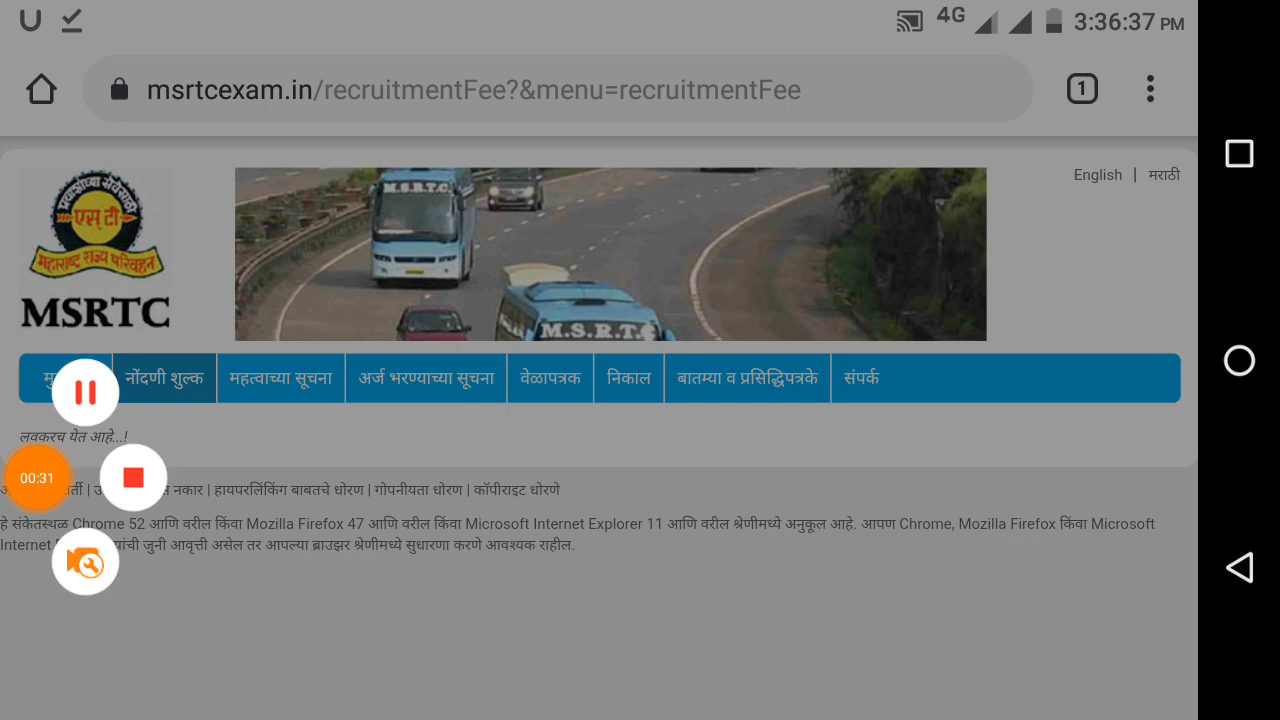 4G 3:36:37 PM
msrtcexam.in/recruitmentFee?&menu=recruitmentFee 1
English | मराठी
एस टी
महाराष्ट्र राज्य परिवहन
MSRTC
M.S.R.T.C.
M.S.R.T.C
नोंदणी शुल्क महत्वाच्या सूचना अर्ज भरण्याच्या सूचना वेळापत्रक निकाल बातम्या व प्रसिद्धिपत्रके संपर्क
लवकरच येत आहे...!
00:31
नकार | हायपरलिंकिंग बाबतचे धोरण | गोपनीयता धोरण | कॉपीराइट धोरणे
हे संकेतस्थळ Chrome 52 आणि वरील किंवा Mozilla Firefox 47 आणि वरील किंवा Microsoft Internet Explorer 11 आणि वरील श्रेणीमध्ये अनुकूल आहे. आपण Chrome, Mozilla Firefox किंवा Microsoft
Internet जुनी आवृत्ती असेल तर आपल्या ब्राउझर श्रेणीमध्ये सुधारणा करणे आवश्यक राहील.